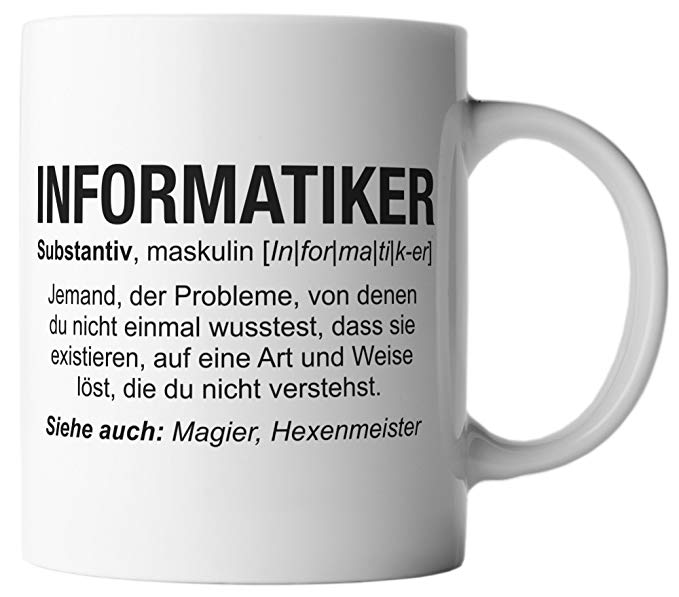 INFORMATIKER
Substantiv, maskulin [In|for|ma|ti|k-er]
Jemand, der Probleme, von denen
du nicht einmal wusstest, dass sie
existieren, auf eine Art und Weise
löst, die du nicht verstehst.
Siehe auch: Magier, Hexenmeister